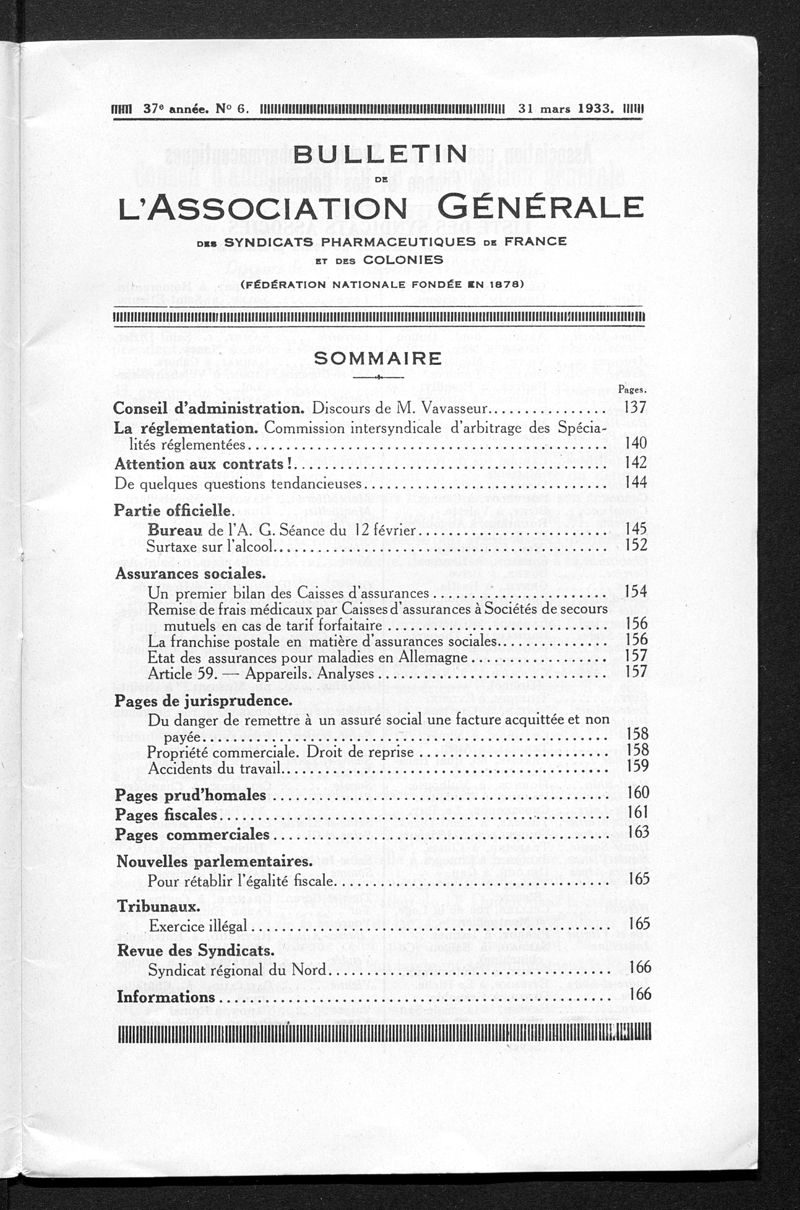 37e année. No 6. 31 mars 1933.
BULLETIN
DE
L'ASSOCIATION GÉNÉRALE
DES SYNDICATS PHARMACEUTIQUES DE FRANCE
ET DES COLONIES
(FÉDÉRATION NATIONALE FONDÉE EN 1878)
SOMMAIRE
Pages.
Conseil d'administration. Discours de M. Vavasseur............... 137
La réglementation. Commission intersyndicale d'arbitrage des Spécia-
lités réglementées............................................. 140
Attention aux contrats!......................................... 142
De quelques questions tendancieuses................................ 144
Partie officielle.
Bureau de l'A. G. Séance du 12 février......................... 145
Surtaxe sur l'alcool............................................ 152
Assurances sociales.
Un premier bilan des Caisses d'assurances....................... 154
Remise de frais médicaux par Caisses d'assurances à Sociétés de secours
mutuels en cas de tarif forfaitaire............................. 156
La franchise postale en matière d'assurances sociales............... 156
Etat des assurances pour maladies en Allemagne.................. 157
Article 59. — Appareils. Analyses.............................. 157
Pages de jurisprudence.
Du danger de remettre à un assuré social une facture acquittée et non
payée..................................................... 158
Propriété commerciale. Droit de reprise......................... 158
Accidents du travail........................................... 159
Pages prud'homales............................................ 160
Pages fiscales................................................... 161
Pages commerciales............................................ 163
Nouvelles parlementaires.
Pour rétablir l'égalité fiscale.................................... 165
Tribunaux.
Exercice illégal............................................... 165
Revue des Syndicats.
Syndicat régional du Nord..................................... 166
Informations................................................... 166